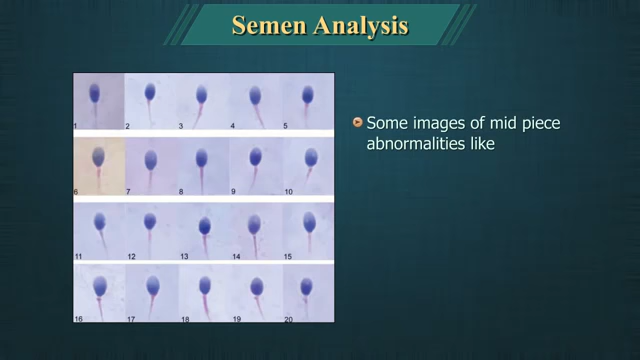 Semen Analysis
Some images of mid piece
abnormalities like
1 2 3 4 5
6 7 8 9 10
11 12 13 14 15
16 17 18 19 20